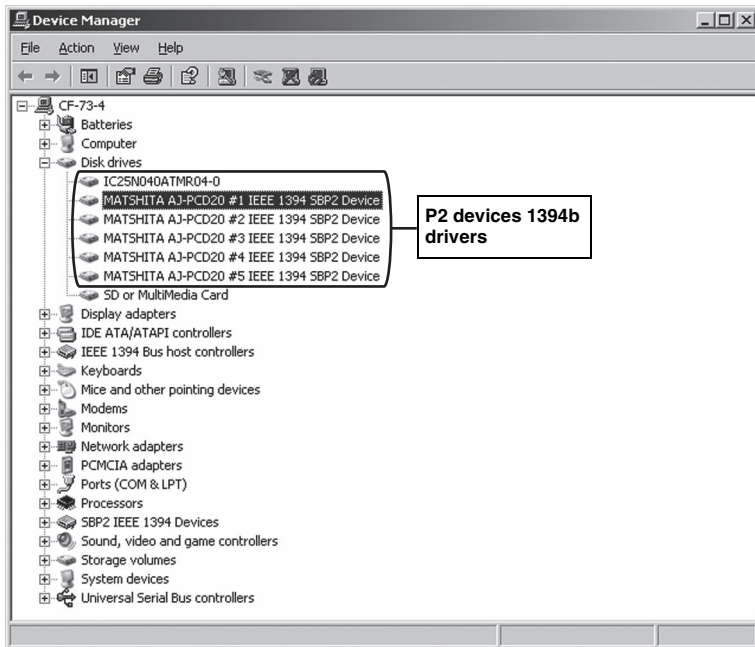 Device Manager
File Action View Help
CF-73-4
Batteries
Computer
Disk drives
IC25N040ATMR04-0
MATSHITA AJ-PCD20 #1 IEEE 1394 SBP2 Device
MATSHITA AJ-PCD20 #2 IEEE 1394 SBP2 Device
MATSHITA AJ-PCD20 #3 IEEE 1394 SBP2 Device
MATSHITA AJ-PCD20 #4 IEEE 1394 SBP2 Device
MATSHITA AJ-PCD20 #5 IEEE 1394 SBP2 Device
P2 devices 1394b
drivers
SD or MultiMedia Card
Display adapters
IDE ATA/ATAPI controllers
IEEE 1394 Bus host controllers
Keyboards
Mice and other pointing devices
Modems
Monitors
Network adapters
PCMCIA adapters
Ports (COM & LPT)
Processors
SBP2 IEEE 1394 Devices
Sound, video and game controllers
Storage volumes
System devices
Universal Serial Bus controllers